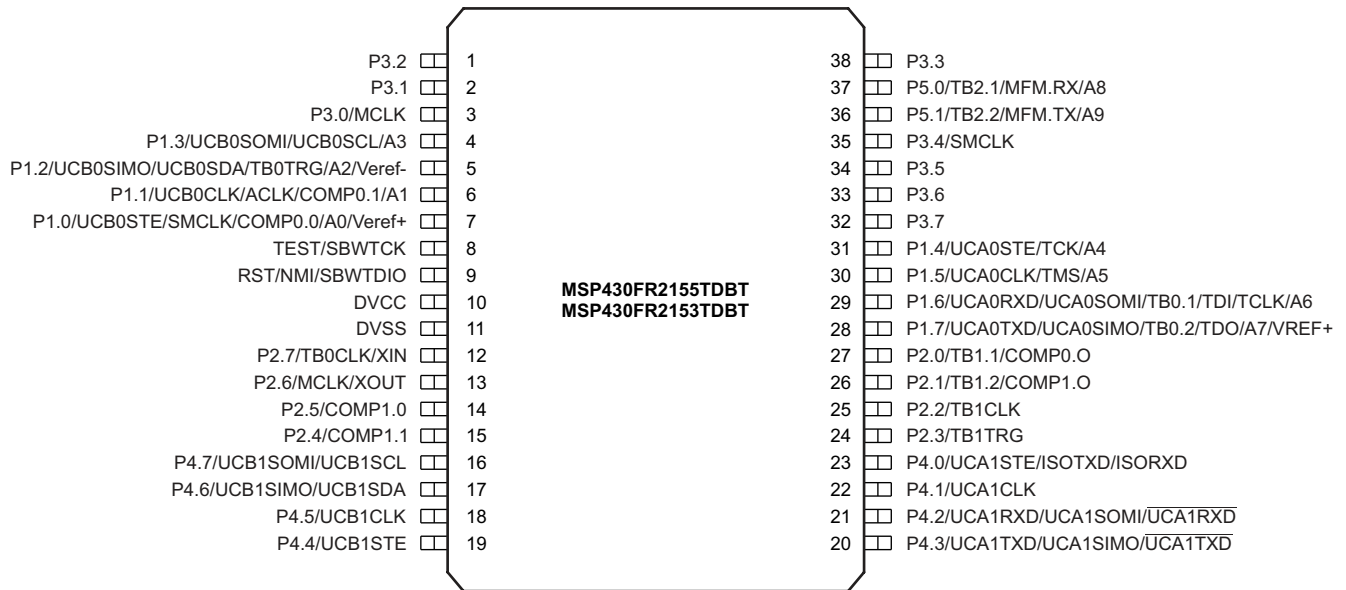 P3.2 1
P3.1 2
P3.0/MCLK 3
P1.3/UCB0SOMI/UCB0SCL/A3 4
P1.2/UCB0SIMO/UCB0SDA/TB0TRG/A2/Veref- 5
P1.1/UCB0CLK/ACLK/COMP0.1/A1 6
P1.0/UCB0STE/SMCLK/COMP0.0/A0/Veref+ 7
TEST/SBWTCK 8
RST/NMI/SBWTDIO 9
DVCC 10
DVSS 11
P2.7/TB0CLK/XIN 12
P2.6/MCLK/XOUT 13
P2.5/COMP1.0 14
P2.4/COMP1.1 15
P4.7/UCB1SOMI/UCB1SCL 16
P4.6/UCB1SIMO/UCB1SDA 17
P4.5/UCB1CLK 18
P4.4/UCB1STE 19
MSP430FR2155TDBT
MSP430FR2153TDBT
38 P3.3
37 P5.0/TB2.1/MFM.RX/A8
36 P5.1/TB2.2/MFM.TX/A9
35 P3.4/SMCLK
34 P3.5
33 P3.6
32 P3.7
31 P1.4/UCA0STE/TCK/A4
30 P1.5/UCA0CLK/TMS/A5
29 P1.6/UCA0RXD/UCA0SOMI/TB0.1/TDI/TCLK/A6
28 P1.7/UCA0TXD/UCA0SIMO/TB0.2/TDO/A7/VREF+
27 P2.0/TB1.1/COMP0.O
26 P2.1/TB1.2/COMP1.O
25 P2.2/TB1CLK
24 P2.3/TB1TRG
23 P4.0/UCA1STE/ISOTXD/ISORXD
22 P4.1/UCA1CLK
21 P4.2/UCA1RXD/UCA1SOMI/UCA1RXD
20 P4.3/UCA1TXD/UCA1SIMO/UCA1TXD